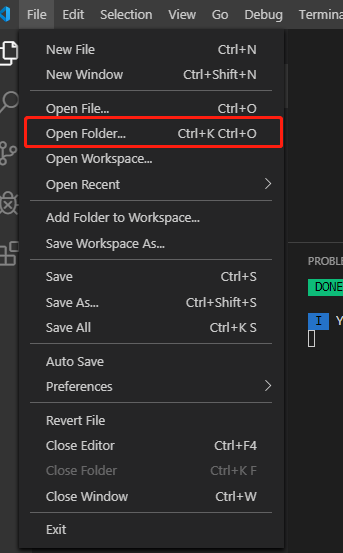 File Edit Selection View Go Debug Termina
New File Ctrl+N
New Window Ctrl+Shift+N
Open File... Ctrl+O
Open Folder... Ctrl+K Ctrl+O
Open Workspace...
Open Recent
Add Folder to Workspace...
Save Workspace As...
Save Ctrl+S
Save As... Ctrl+Shift+S
Save All Ctrl+K S
Auto Save
Preferences
Revert File
Close Editor Ctrl+F4
Close Folder Ctrl+K F
Close Window Ctrl+W
Exit
PROBLE
DONE
I Y